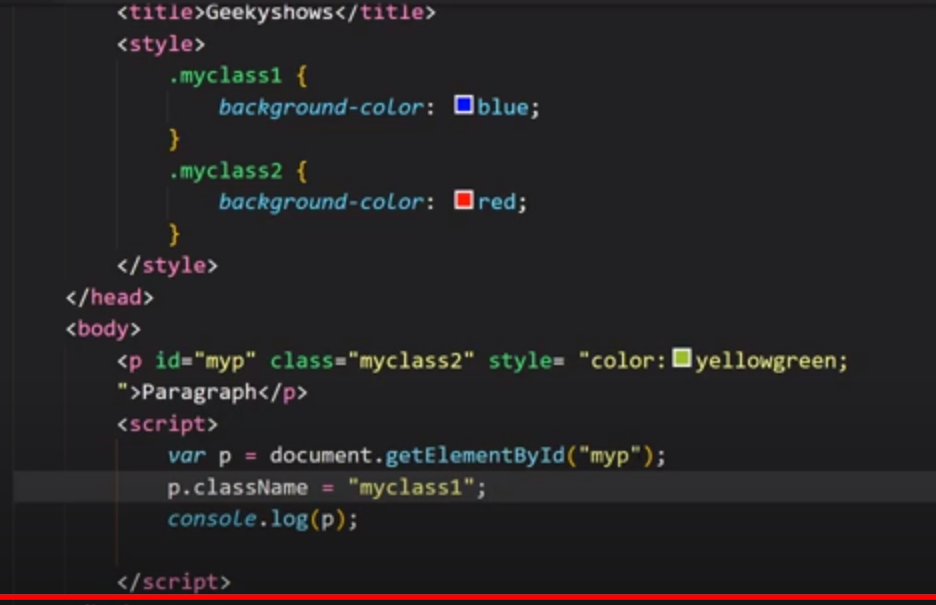 <title>Geekyshows</title>
<style>
.myclass1 {
background-color: blue;
}
.myclass2 {
background-color: red;
}
</style>
</head>
<body>
<p id="myp" class="myclass2" style= "color: yellowgreen;
">Paragraph</p>
<script>
var p = document.getElementById("myp");
p.className = "myclass1";
console.log(p);
</script>